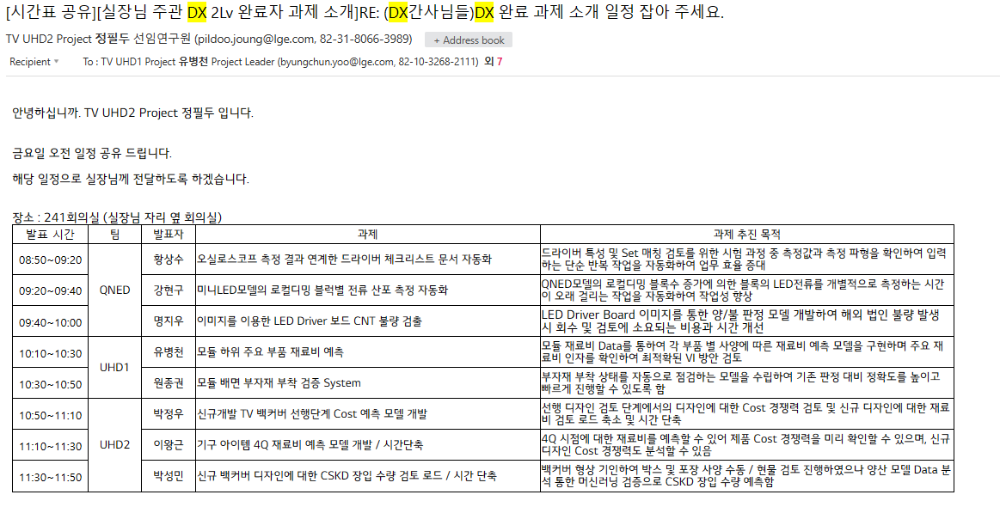 [시간표 공유][실장님 주관 DX 2Lv 완료자 과제 소개]RE: (DX간사님들)DX 완료 과제 소개 일정 잡아 주세요.
TV UHD2 Project 정필두 선임연구원 (pildoo.joung@lge.com, 82-31-8066-3989) + Address book
Recipient To : TV UHD1 Project 유병천 Project Leader (byungchun.yoo@lge.com, 82-10-3268-2111) 외 7
안녕하십니까. TV UHD2 Project 정필두 입니다.
금요일 오전 일정 공유 드립니다.
해당 일정으로 실장님께 전달하도록 하겠습니다.
장소 : 241회의실 (실장님 자리 옆 회의실)
발표 시간 팀 발표자 과제 과제 추진 목적
08:50~09:20 QNED 황상수 오실로스코프 측정 결과 연계한 드라이버 체크리스트 문서 자동화 드라이버 특성 및 Set 매칭 검토를 위한 시험 과정 중 측정값과 측정 파형을 확인하여 입력
하는 단순 반복 작업을 자동화하여 업무 효율 증대
09:20~09:40 강현구 미니LED모델의 로컬디밍 블럭별 전류 산포 측정 자동화 QNED모델의 로컬디밍 블록수 증가에 의한 블록의 LED전류를 개별적으로 측정하는 시간
이 오래 걸리는 작업을 자동화하여 작업성 향상
09:40~10:00 명지우 이미지를 이용한 LED Driver 보드 CNT 불량 검출 LED Driver Board 이미지를 통한 양/불 판정 모델 개발하여 해외 법인 불량 발생
시 회수 및 검토에 소요되는 비용과 시간 개선
10:10~10:30 UHD1 유병천 모듈 하위 주요 부품 재료비 예측 모듈 재료비 Data를 통하여 각 부품 별 사양에 따른 재료비 예측 모델을 구현하며 주요 재
료비 인자를 확인하여 최적확된 VI 방안 검토
10:30~10:50 원종권 모듈 배면 부자재 부착 검증 System 부자재 부착 상태를 자동으로 점검하는 모델을 수립하여 기존 판정 대비 정확도를 높이고
빠르게 진행할 수 있도록 함
10:50~11:10 UHD2 박정우 신규개발 TV 백커버 선행단계 Cost 예측 모델 개발 선행 디자인 검토 단계에서의 디자인에 대한 Cost 경쟁력 검토 및 신규 디자인에 대한 재료
비 검토 로드 축소 및 시간 단축
11:10~11:30 이왕근 기구 아이템 4Q 재료비 예측 모델 개발 / 시간단축 4Q 시점에 대한 재료비를 예측할 수 있어 제품 Cost 경쟁력을 미리 확인할 수 있으며, 신규
디자인 Cost 경쟁력도 분석할 수 있음
11:30~11:50 박성민 신규 백커버 디자인에 대한 CSKD 장입 수량 검토 로드 / 시간 단축 백커버 형상 기인하여 박스 및 포장 사양 수동 / 현물 검토 진행하였으나 양산 모델 Data 분
석 통한 머신러닝 검증으로 CSKD 장입 수량 예측함